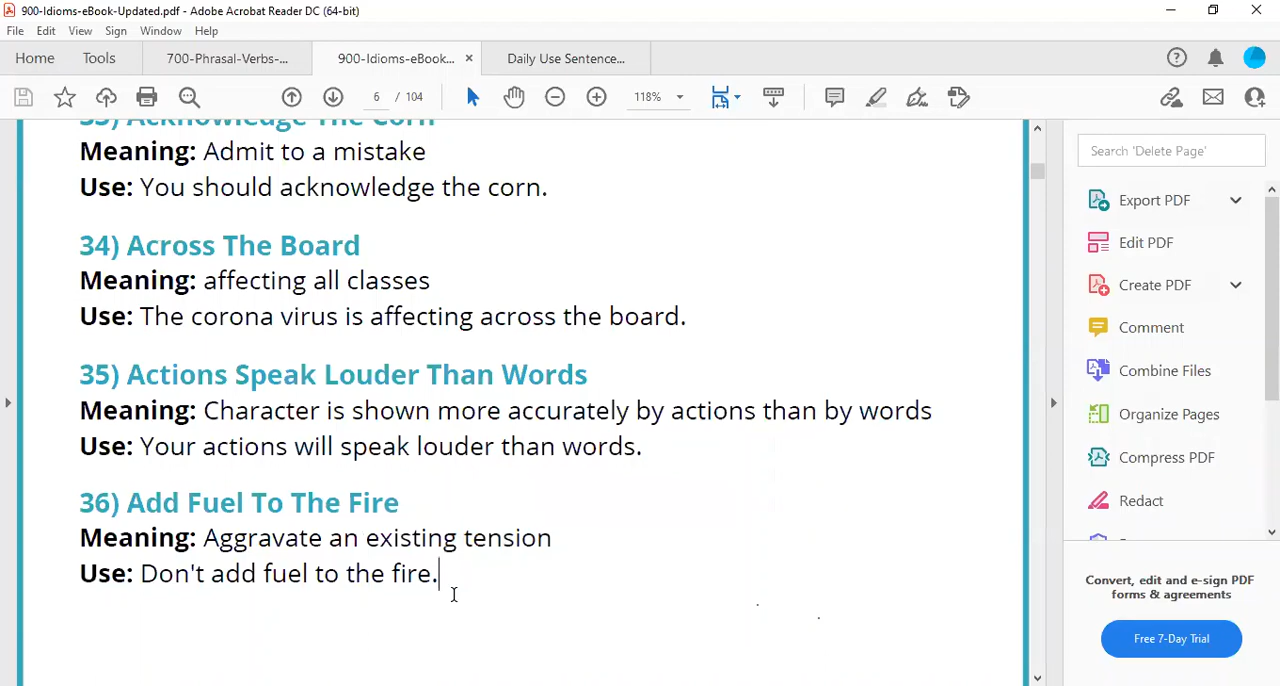 900-Idioms-eBook-Updated.pdf - Adobe Acrobat Reader DC (64-bit)
File Edit View Sign Window Help
Home Tools 700-Phrasal-Verbs-... 900-Idioms-eBook... × Daily Use Sentence...
6 / 104 118%
33) Acknowledge The Corn
Meaning: Admit to a mistake
Use: You should acknowledge the corn.
34) Across The Board
Meaning: affecting all classes
Use: The corona virus is affecting across the board.
35) Actions Speak Louder Than Words
Meaning: Character is shown more accurately by actions than by words
Use: Your actions will speak louder than words.
36) Add Fuel To The Fire
Meaning: Aggravate an existing tension
Use: Don't add fuel to the fire.
Search 'Delete Page'
Export PDF
Edit PDF
Create PDF
Comment
Combine Files
Organize Pages
Compress PDF
Redact
Convert, edit and e-sign PDF
forms & agreements
Free 7-Day Trial